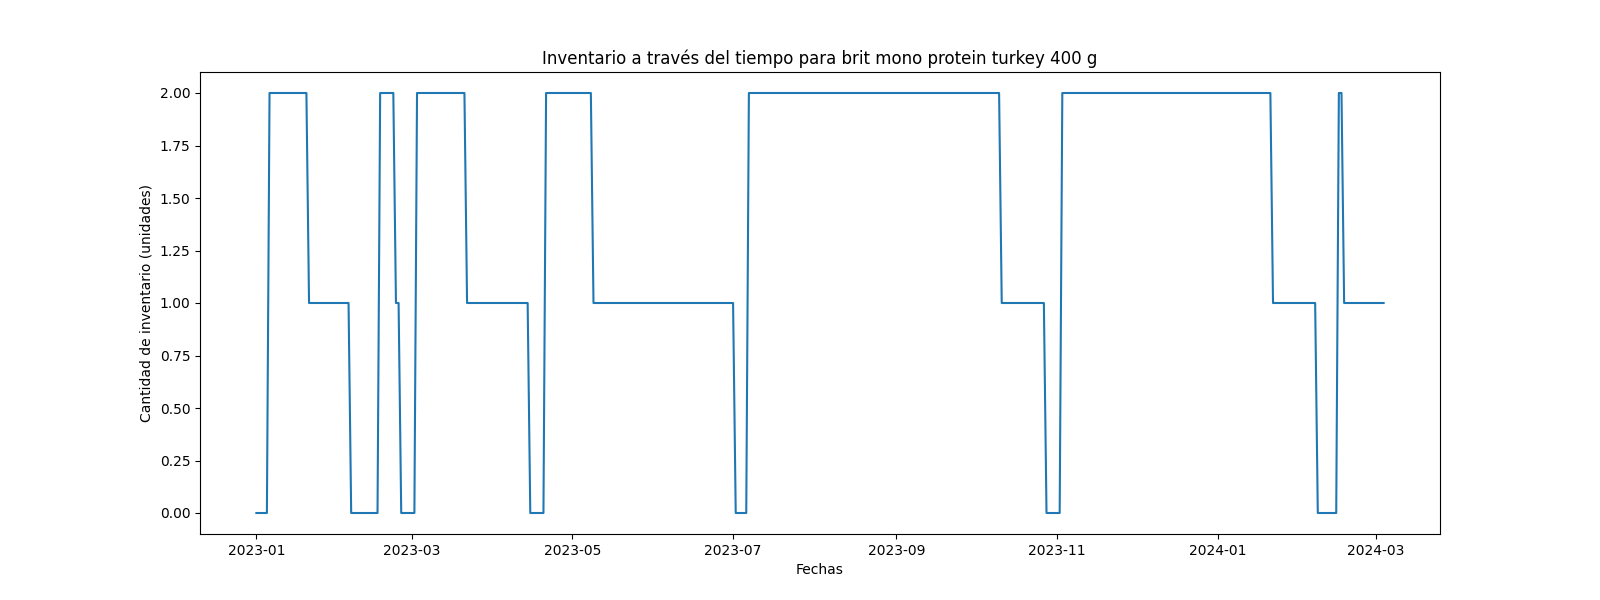 Inventario a través del tiempo para brit mono protein turkey 400 g
Cantidad de inventario (unidades)
2.00
1.75
1.50
1.25
1.00
0.75
0.50
0.25
0.00
2023-01 2023-03 2023-05 2023-07 2023-09 2023-11 2024-01 2024-03
Fechas